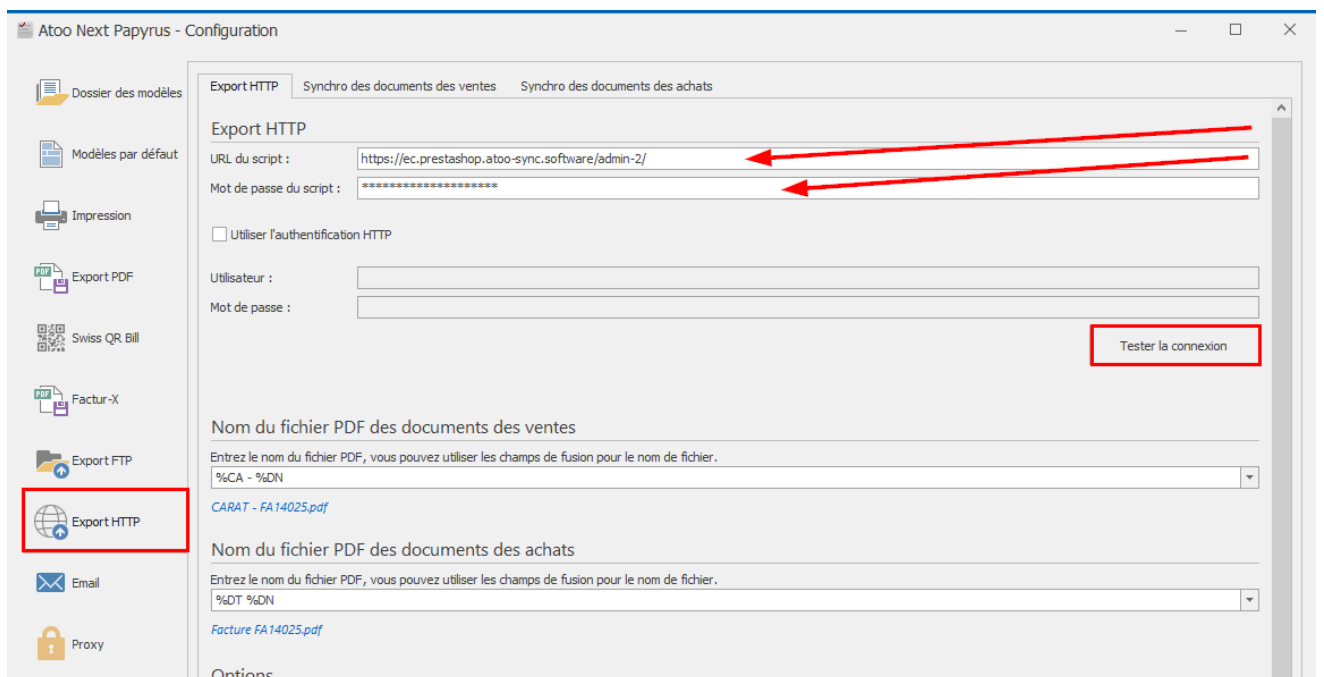 Atoo Next Papyrus - Configuration
Dossier des modèles
Modèles par défaut
Impression
PDF
Export PDF
Swiss QR Bill
PDF
Factur-X
Export FTP
Export HTTP
Email
Proxy
Export HTTP
Synchro des documents des ventes
Synchro des documents des achats
Export HTTP
URL du script :
https://ec.prestashop.atoo-sync.software/admin-2/
Mot de passe du script :
********************
Utiliser l'authentification HTTP
Utilisateur :
Mot de passe :
Tester la connexion
Nom du fichier PDF des documents des ventes
Entrez le nom du fichier PDF, vous pouvez utiliser les champs de fusion pour le nom de fichier.
%CA - %DN
CARAT - FA14025.pdf
Nom du fichier PDF des documents des achats
Entrez le nom du fichier PDF, vous pouvez utiliser les champs de fusion pour le nom de fichier.
%DT %DN
Facture FA14025.pdf
Options